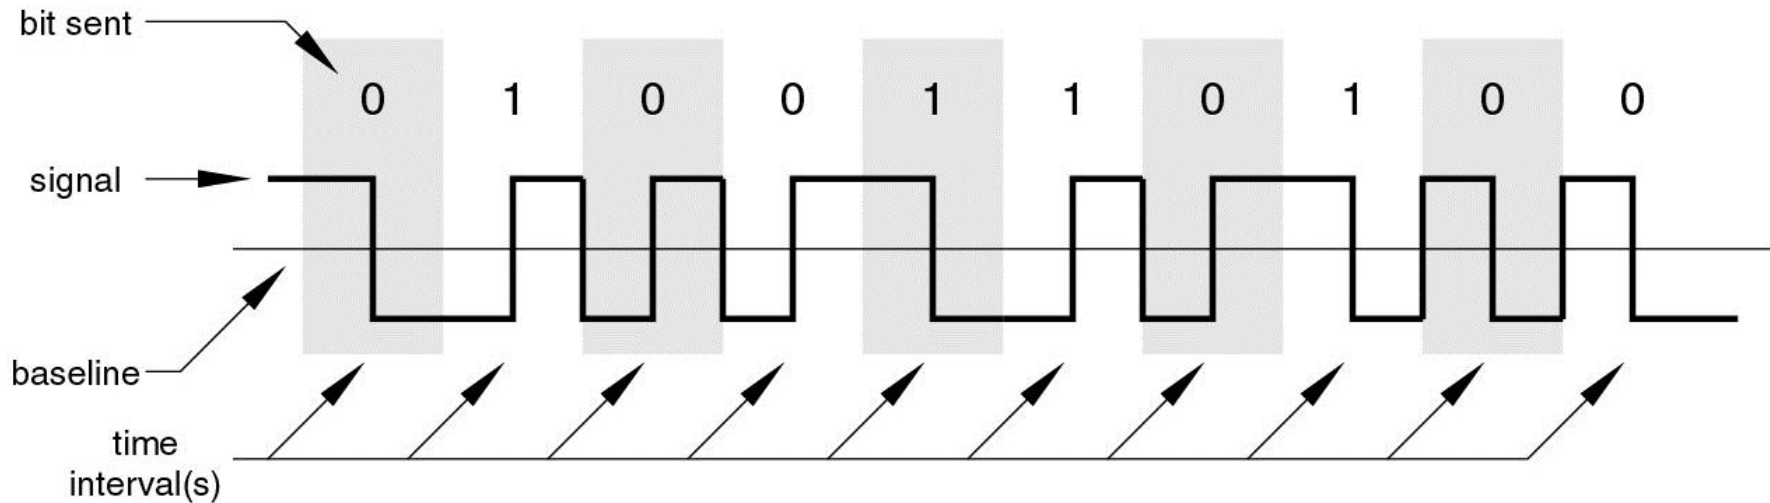 bit sent
0 1 0 0 1 1 0 1 0 0
signal
baseline
time
interval(s)